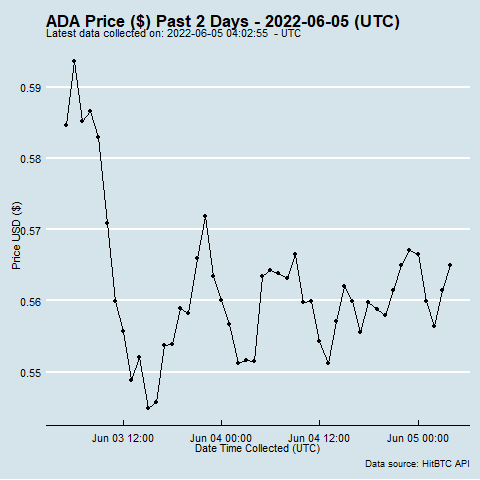 ADA Price ($) Past 2 Days - 2022-06-05 (UTC)
Latest data collected on: 2022-06-05 04:02:55  - UTC
Price USD ($)
0.59
0.58
0.57
0.56
0.55
Jun 03 12:00
Jun 04 00:00
Jun 04 12:00
Jun 05 00:00
Date Time Collected (UTC)
Data source: HitBTC API